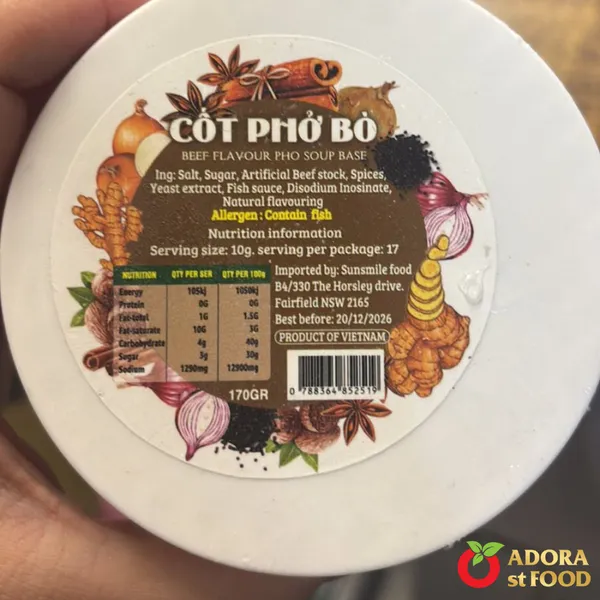 CỐT PHỞ BÒ
BEEF FLAVOUR PHO SOUP BASE
Ing: Salt, Sugar, Artificial Beef stock, Spices,
Yeast extract, Fish sauce, Disodium Inosinate,
Natural flavouring
Allergen : Contain fish
Nutrition information
Serving size: 10g. serving per package: 17
NUTRITION QTY PER SER QTY PER 100g
Energy 105kj 1050kj
Protein 0G 0G
Fat-total 1G 1.5G
Fat-saturate 10G 3G
Carbohydrate 4g 40g
Sugar 3g 30g
Sodium 1290mg 12900mg
170GR
Imported by: Sunsmile food
B4/330 The Horsley drive.
Fairfield NSW 2165
Best before: 20/12/2026
PRODUCT OF VIETNAM
0 788364 852519
ADORA
st FOOD